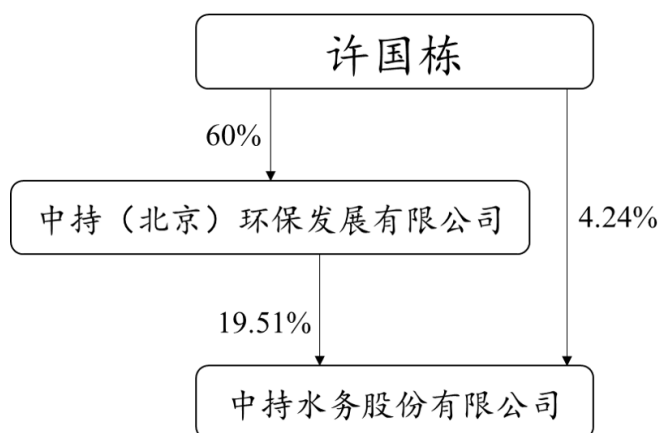 许国栋
60%
中持（北京）环保发展有限公司
4.24%
19.51%
中持水务股份有限公司